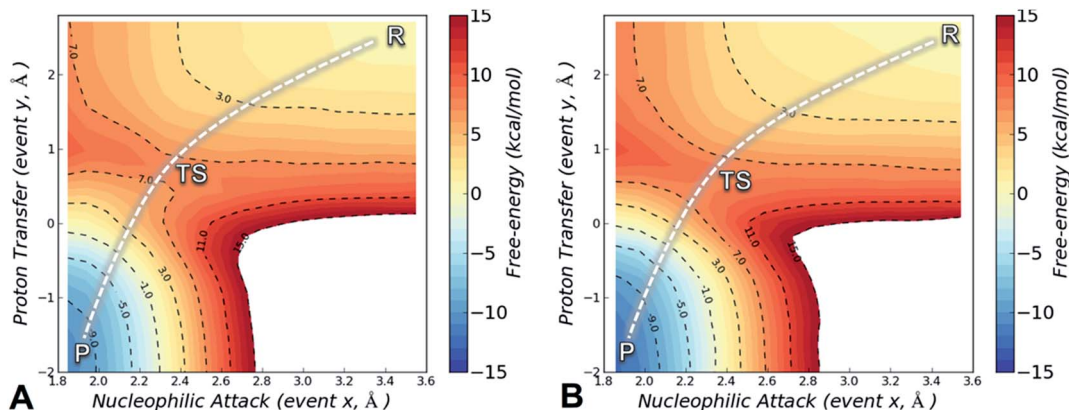 15
10
5
0
−5
−10
−15
Free-energy (kcal/mol)
2
1
0
−1
−2
Proton Transfer (event y, Å)
7.0
3.0
7.0
11.0
15.0
3.0
-1.0
-5.0
-9.0
R
TS
P
1.8 2.0 2.2 2.4 2.6 2.8 3.0 3.2 3.4 3.6
Nucleophilic Attack (event x, Å)
A
15
10
5
0
−5
−10
−15
Free-energy (kcal/mol)
2
1
0
−1
−2
Proton Transfer (event y, Å)
7.0
3.0
11.0
15.0
7.0
3.0
-1.0
-5.0
-9.0
R
TS
P
1.8 2.0 2.2 2.4 2.6 2.8 3.0 3.2 3.4 3.6
Nucleophilic Attack (event x, Å)
B